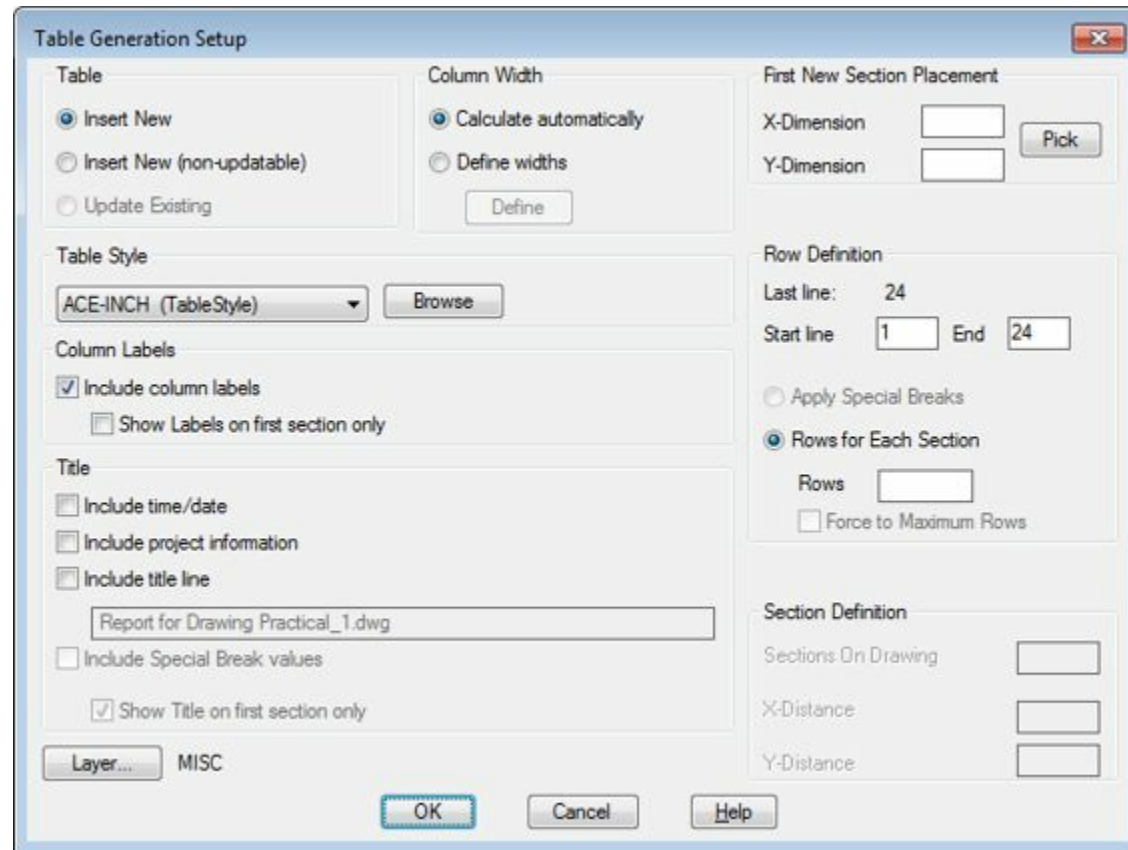 Table Generation Setup
Table
Insert New
Insert New (non-updatable)
Update Existing
Column Width
Calculate automatically
Define widths
Define
First New Section Placement
X-Dimension
Y-Dimension
Pick
Table Style
ACE-INCH (TableStyle)
Browse
Column Labels
Include column labels
Show Labels on first section only
Title
Include time/date
Include project information
Include title line
Report for Drawing Practical_1.dwg
Include Special Break values
Show Title on first section only
Row Definition
Last line: 24
Start line 1 End 24
Apply Special Breaks
Rows for Each Section
Rows
Force to Maximum Rows
Section Definition
Sections On Drawing
X-Distance
Y-Distance
Layer... MISC
OK Cancel Help